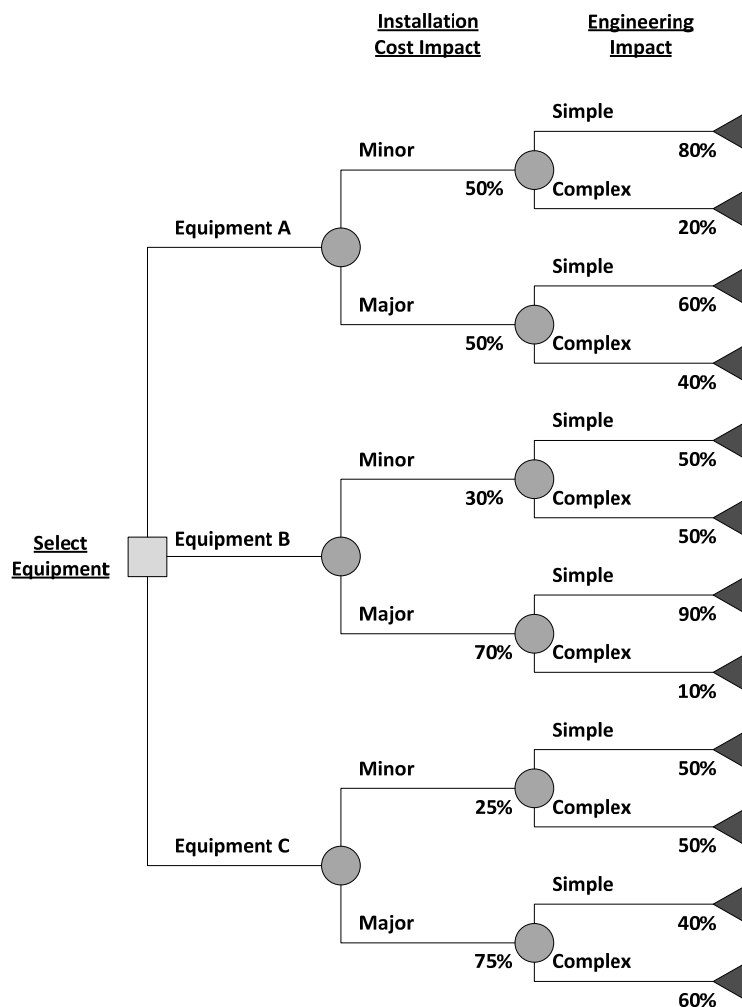 Installation
Cost Impact
Engineering
Impact
Simple
Minor
80%
50%
Complex
Equipment A
20%
Simple
Major
60%
50%
Complex
40%
Simple
Minor
50%
30%
Complex
Select
Equipment
Equipment B
50%
Simple
Major
90%
70%
Complex
10%
Simple
Minor
50%
25%
Complex
Equipment C
50%
Simple
Major
40%
75%
Complex
60%